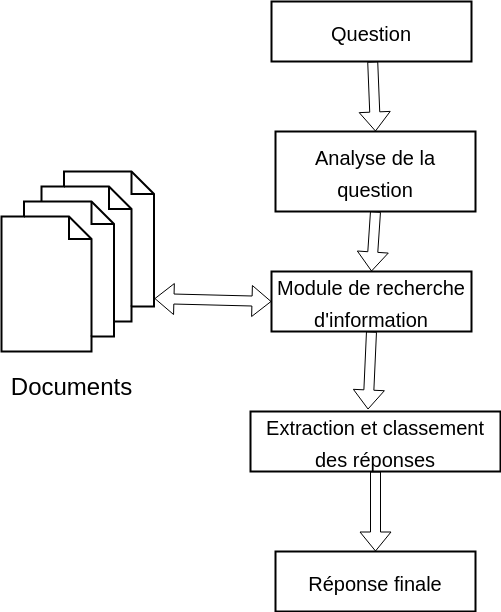 Question
Analyse de la
question
Module de recherche
d'information
Documents
Extraction et classement
des réponses
Réponse finale